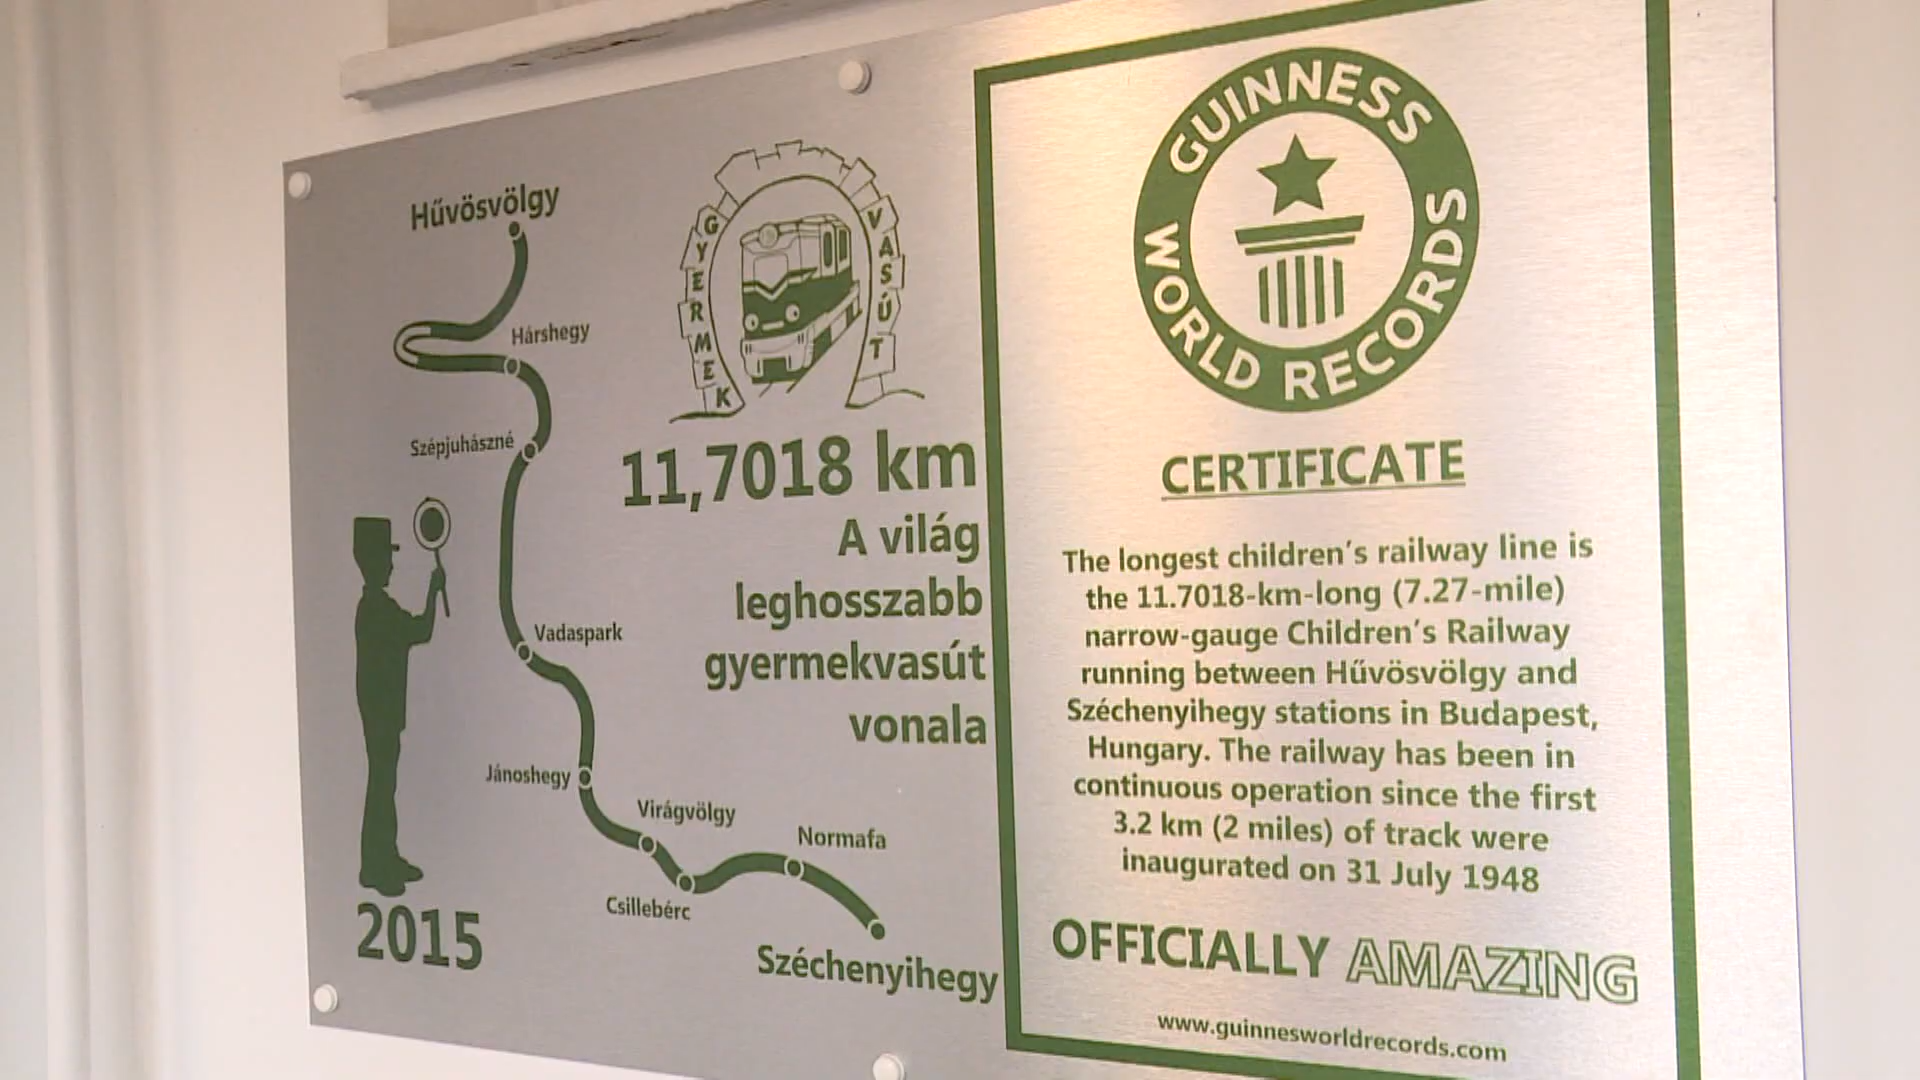 Hűvösvölgy
Hárshegy
Szépjuhászné
Vadaspark
Jánoshegy
Virágvölgy
Normafa
Csillebérc
Széchenyihegy
2015
GYERMEK
VASÚT
11,7018 km
A világ
leghosszabb
gyermekvasút
vonala
GUINNESS
WORLD RECORDS
CERTIFICATE
The longest children's railway line is
the 11.7018-km-long (7.27-mile)
narrow-gauge Children's Railway
running between Hűvösvölgy and
Széchenyihegy stations in Budapest,
Hungary. The railway has been in
continuous operation since the first
3.2 km (2 miles) of track were
inaugurated on 31 July 1948
OFFICIALLY AMAZING
www.guinnesworldrecords.com